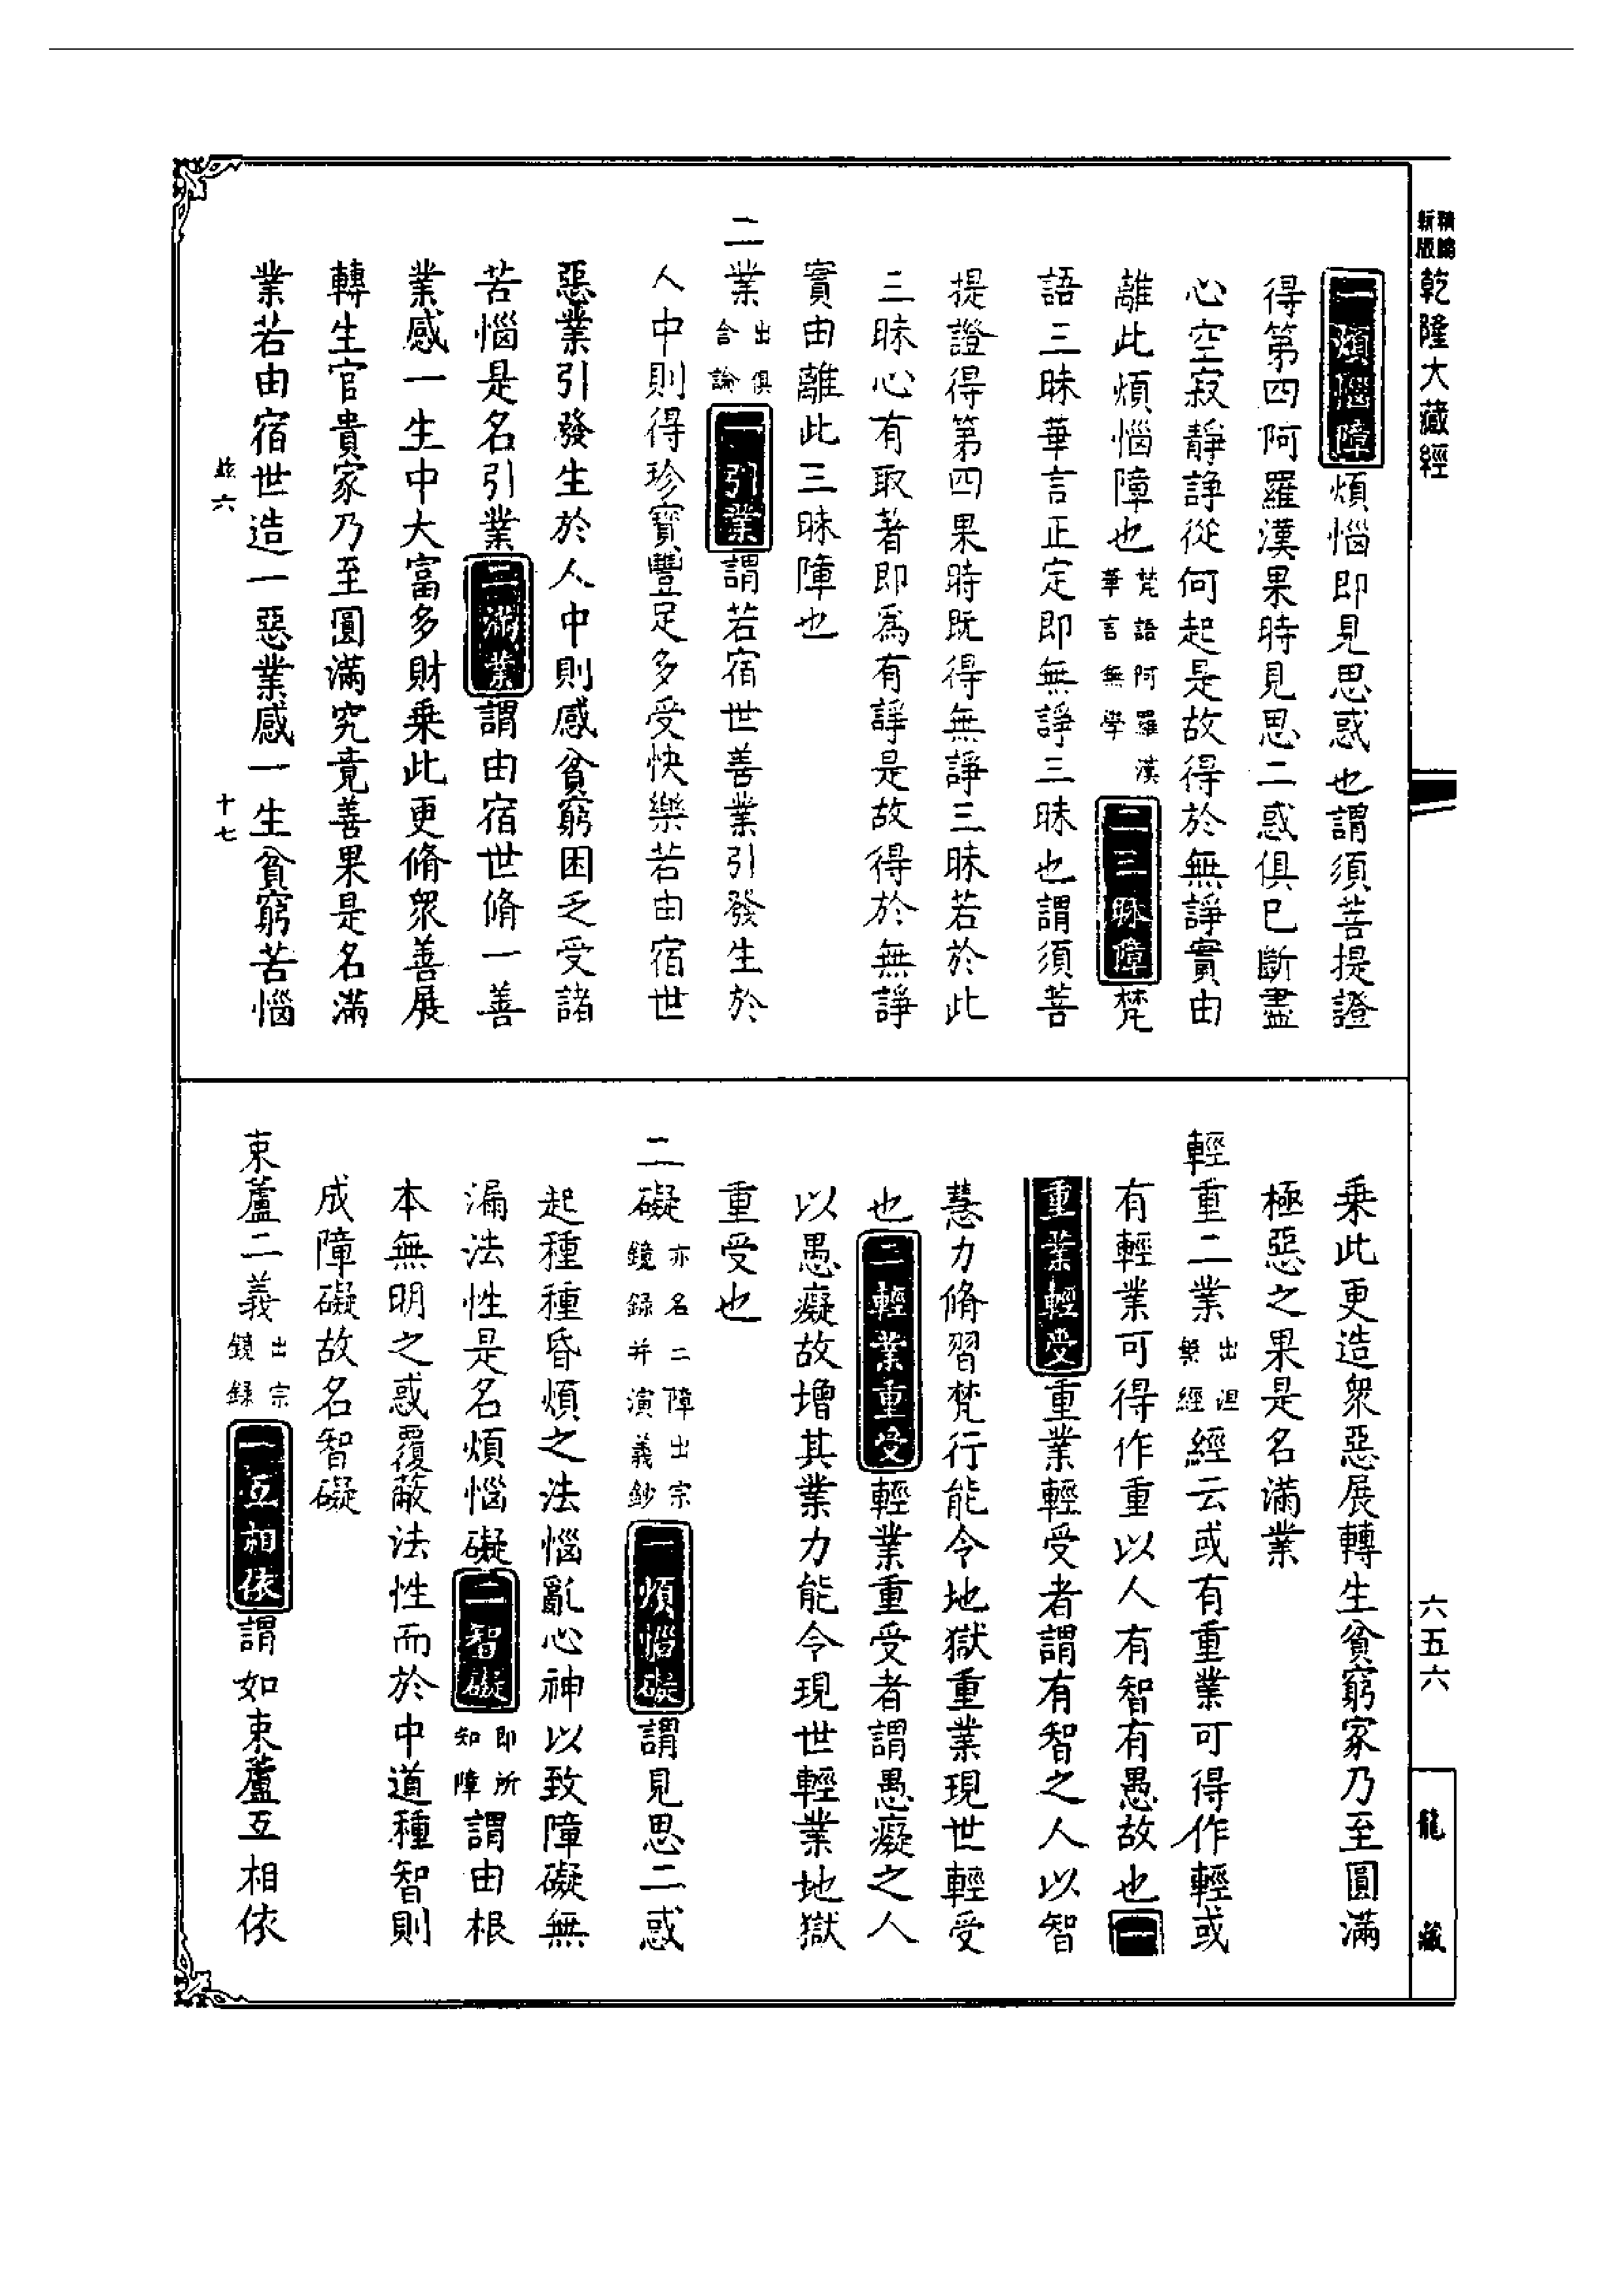 新編
縮版
乾隆大藏經
一煩惱障煩惱即見思惑也謂須菩提證
得第四阿羅漢果時見思二惑俱已斷盡
心空寂靜諍從何起是故得於無諍實由
離此煩惱障也梵語阿羅漢華言無學二三昧障梵
語三昧華言正定即無諍三昧也謂須菩
提證得第四果時既得無諍三昧若於此
三昧心有取著即爲有諍是故得於無諍
實由離此三昧障也
二業出俱舍論一引業謂若宿世善業引發生於
人中則得珍寶豐足多受快樂若由宿世
惡業引發生於人中則感貧窮困乏受諸
苦惱是名引業二滿業謂由宿世脩一善
業感一生中大富多財乘此更脩衆善展
轉生官貴家乃至圓滿究竟善果是名滿
業若由宿世造一惡業感一生貧窮苦惱
六 十七
乘此更造衆惡展轉生貧窮家乃至圓滿
極惡之果是名滿業
輕重二業出涅槃經經云或有重業可得作輕或
有輕業可得作重以人有智有愚故也一
重業輕受重業輕受者謂有智之人以智
慧力脩習梵行能令地獄重業現世輕受
也二輕業重受輕業重受者謂愚癡之人
以愚癡故增其業力能令現世輕業地獄
重受也
二礙亦名二障出宗鏡錄并演義鈔一煩惱礙謂見思二惑
起種種昏煩之法惱亂心神以致障礙無
漏法性是名煩惱礙二智礙即所知障謂由根
本無明之惑覆蔽法性而於中道種智則
成障礙故名智礙
束蘆二義出宗鏡錄一互相依謂如束蘆互相依
六五六
龍藏